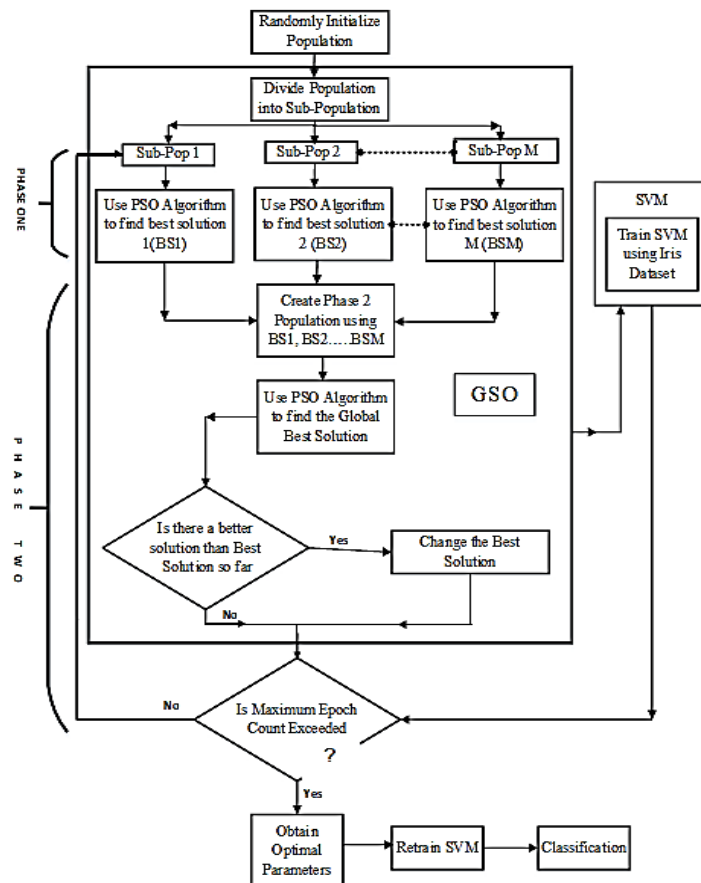 Randomly Initialize
Population
Divide Population
into Sub-Population
PHASE ONE
Sub-Pop 1
Sub-Pop 2
Sub-Pop M
Use PSO Algorithm
to find best solution
1(BS1)
Use PSO Algorithm
to find best solution
2 (BS2)
Use PSO Algorithm
to find best solution
M (BSM)
SVM
Train SVM
using Iris
Dataset
Create Phase 2
Population using
BS1, BS2.....BSM
Use PSO Algorithm
to find the Global
Best Solution
GSO
PHASE TWO
Is there a better
solution than Best
Solution so far
Yes
Change the Best
Solution
No
No
Is Maximum Epoch
Count Exceeded
?
Yes
Obtain
Optimal
Parameters
Retrain SVM
Classification